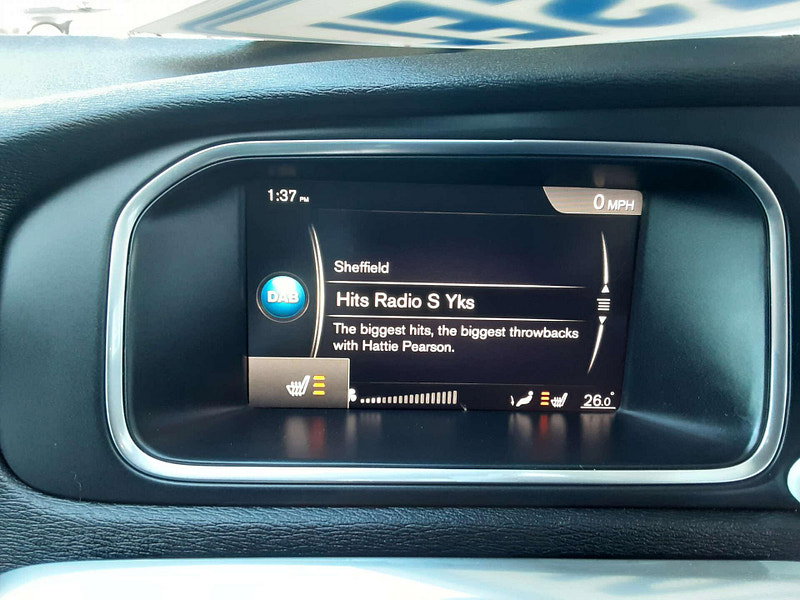 1:37 PM
0 MPH
Sheffield
DAB
Hits Radio S Yks
The biggest hits, the biggest throwbacks
with Hattie Pearson.
26.0°